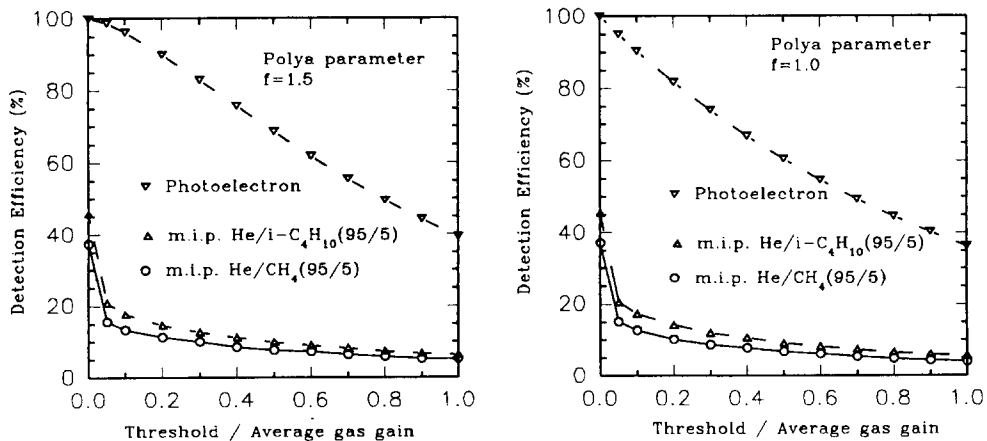 Detection Efficiency (%)
100
80
60
40
20
0
Polya parameter
f=1.5
Photoelectron
m.i.p. He/i-C4H10(95/5)
m.i.p. He/CH4(95/5)
0.0 0.2 0.4 0.6 0.8 1.0
Threshold / Average gas gain
Detection Efficiency (%)
100
80
60
40
20
0
Polya parameter
f=1.0
Photoelectron
m.i.p. He/i-C4H10(95/5)
m.i.p. He/CH4(95/5)
0.0 0.2 0.4 0.6 0.8 1.0
Threshold / Average gas gain